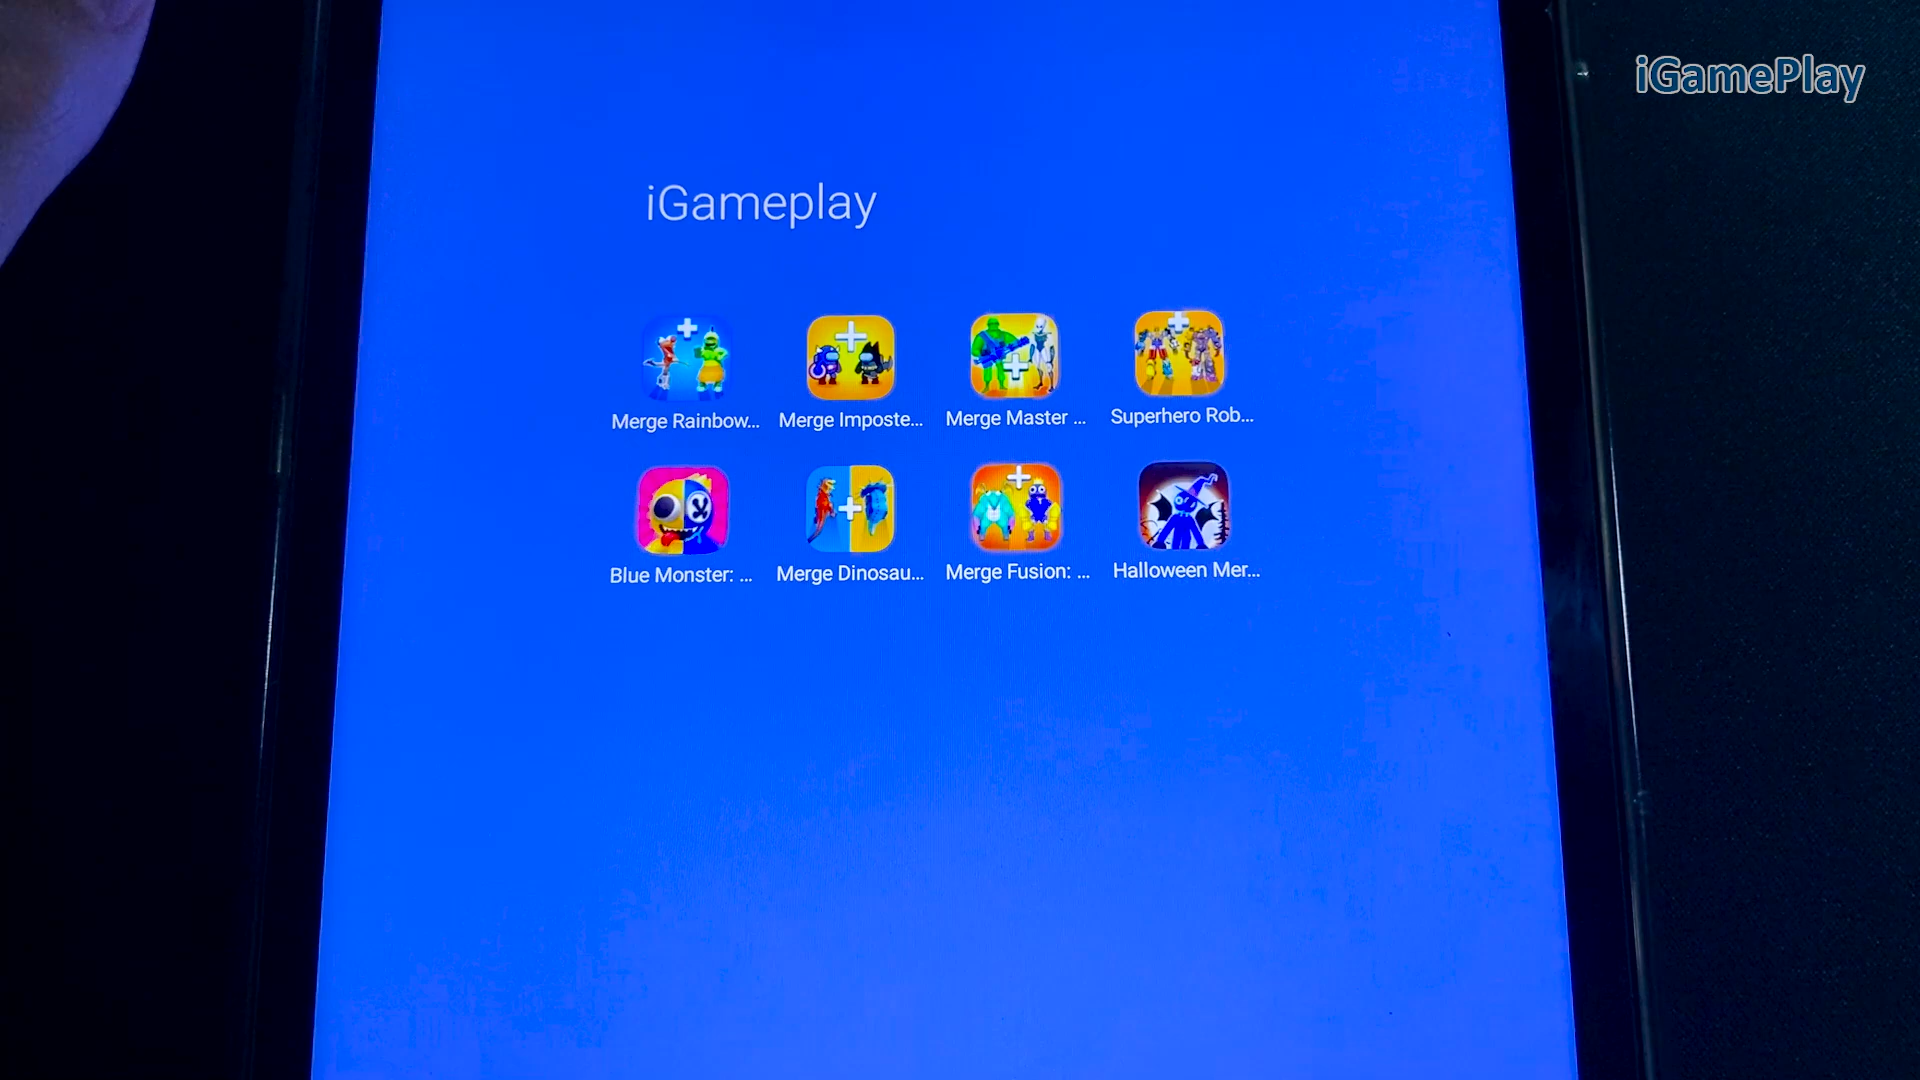 iGamePlay
iGameplay
Merge Rainbow...
Merge Imposte...
Merge Master ...
Superhero Rob...
Blue Monster: ...
Merge Dinosau...
Merge Fusion: ...
Halloween Mer...